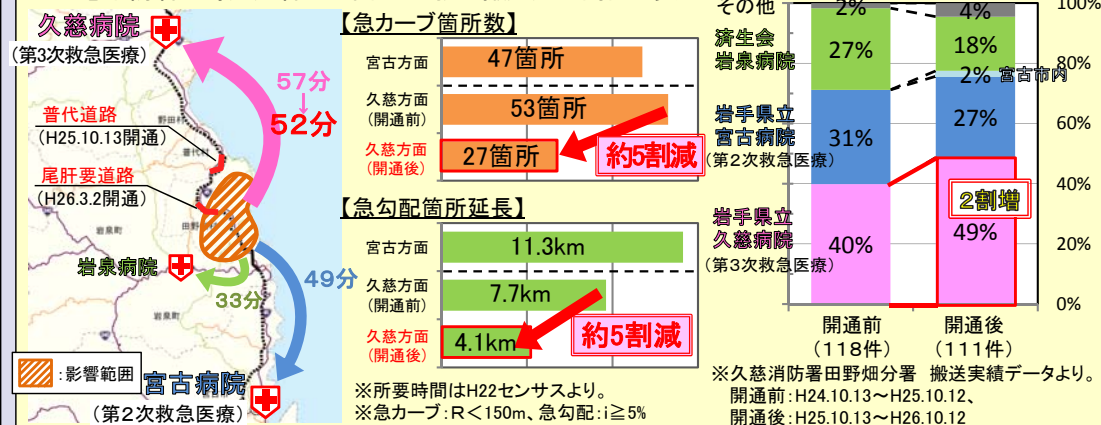 久慈病院
(第3次救急医療)
57分
↓
52分
普代道路
(H25.10.13開通)
野田村
普代村
尾肝要道路
(H26.3.2開通)
岩泉町
岩泉病院
33分
49分
岩泉町
:影響範囲
宮古病院
(第2次救急医療)
【急カーブ箇所数】
宮古方面
47箇所
久慈方面
(開通前)
53箇所
久慈方面
(開通後)
27箇所
約5割減
【急勾配箇所延長】
宮古方面
11.3km
久慈方面
(開通前)
7.7km
久慈方面
(開通後)
4.1km
約5割減
※所要時間はH22センサスより。
※急カーブ:R<150m、急勾配:i≧5%
その他
済生会
岩泉病院
岩手県立
宮古病院
(第2次救急医療)
岩手県立
久慈病院
(第3次救急医療)
2%
27%
31%
40%
4%
18%
2%
宮古市内
27%
2割増
49%
100%
80%
60%
40%
20%
0%
開通前
(118件)
開通後
(111件)
※久慈消防署田野畑分署 搬送実績データより。
開通前:H24.10.13~H25.10.12、
開通後:H25.10.13~H26.10.12